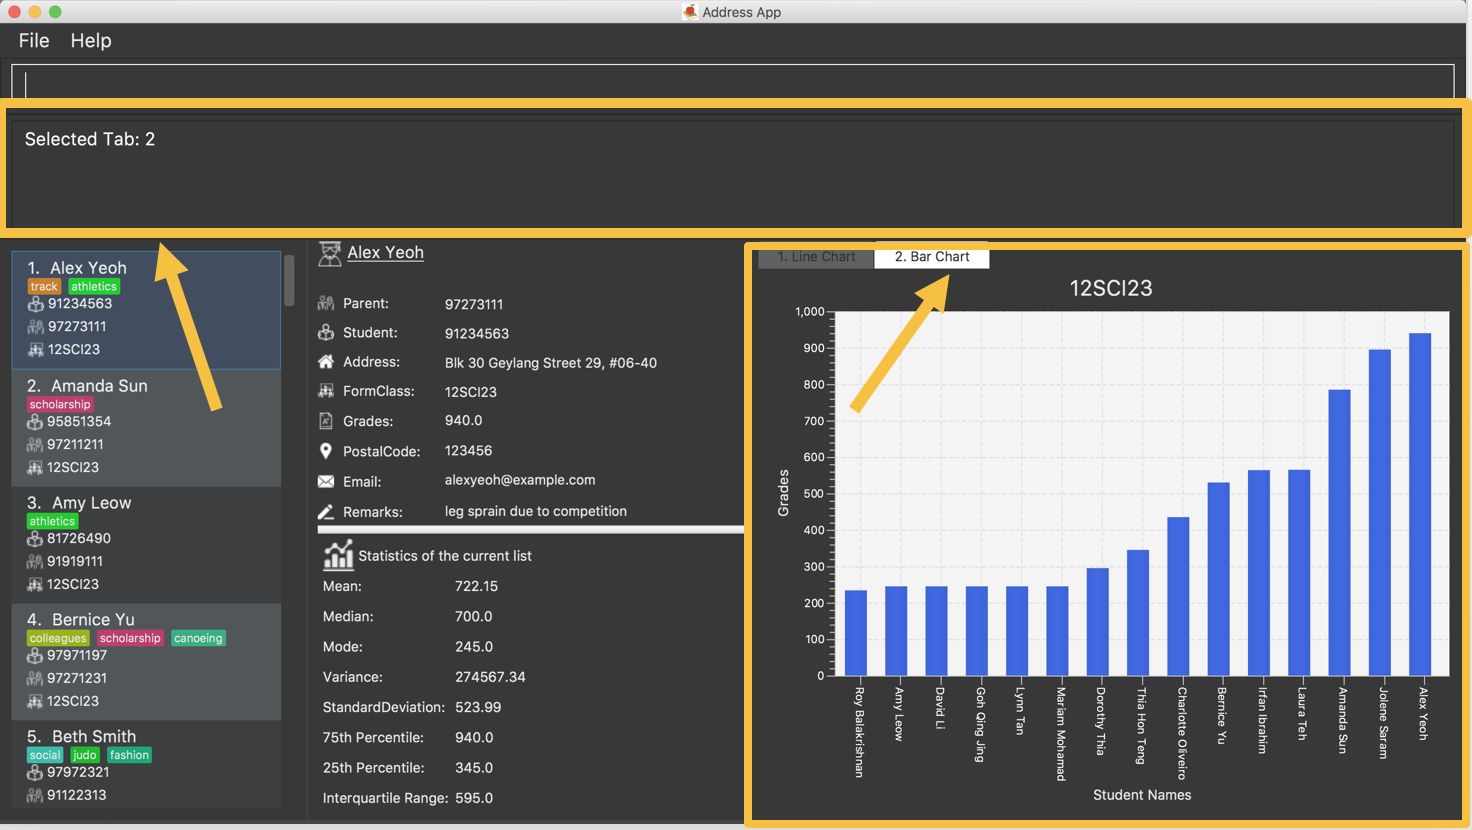 Address App
File Help
Selected Tab: 2
1. Alex Yeoh
track athletics
91234563
97273111
12SCI23
2. Amanda Sun
scholarship
95851354
97211211
12SCI23
3. Amy Leow
athletics
81726490
91919111
12SCI23
4. Bernice Yu
colleagues scholarship canoeing
97971197
97271231
12SCI23
5. Beth Smith
social judo fashion
97972321
91122313
Alex Yeoh
Parent: 97273111
Student: 91234563
Address: Blk 30 Geylang Street 29, #06-40
FormClass: 12SCI23
Grades: 940.0
PostalCode: 123456
Email: alexyeoh@example.com
Remarks: leg sprain due to competition
Statistics of the current list
Mean: 722.15
Median: 700.0
Mode: 245.0
Variance: 274567.34
StandardDeviation: 523.99
75th Percentile: 940.0
25th Percentile: 345.0
Interquartile Range: 595.0
1. Line Chart 2. Bar Chart
12SCI23
Grades
1,000
900
800
700
600
500
400
300
200
100
0
Roy Balakrishnan
Amy Leow
David Li
Goh Qing Jing
Lynn Tan
Mariam Mohamad
Dorothy Thia
Thia Hon Teng
Charlotte Oliveiro
Bernice Yu
Irfan Ibrahim
Laura Teh
Amanda Sun
Jolene Saram
Alex Yeoh
Student Names